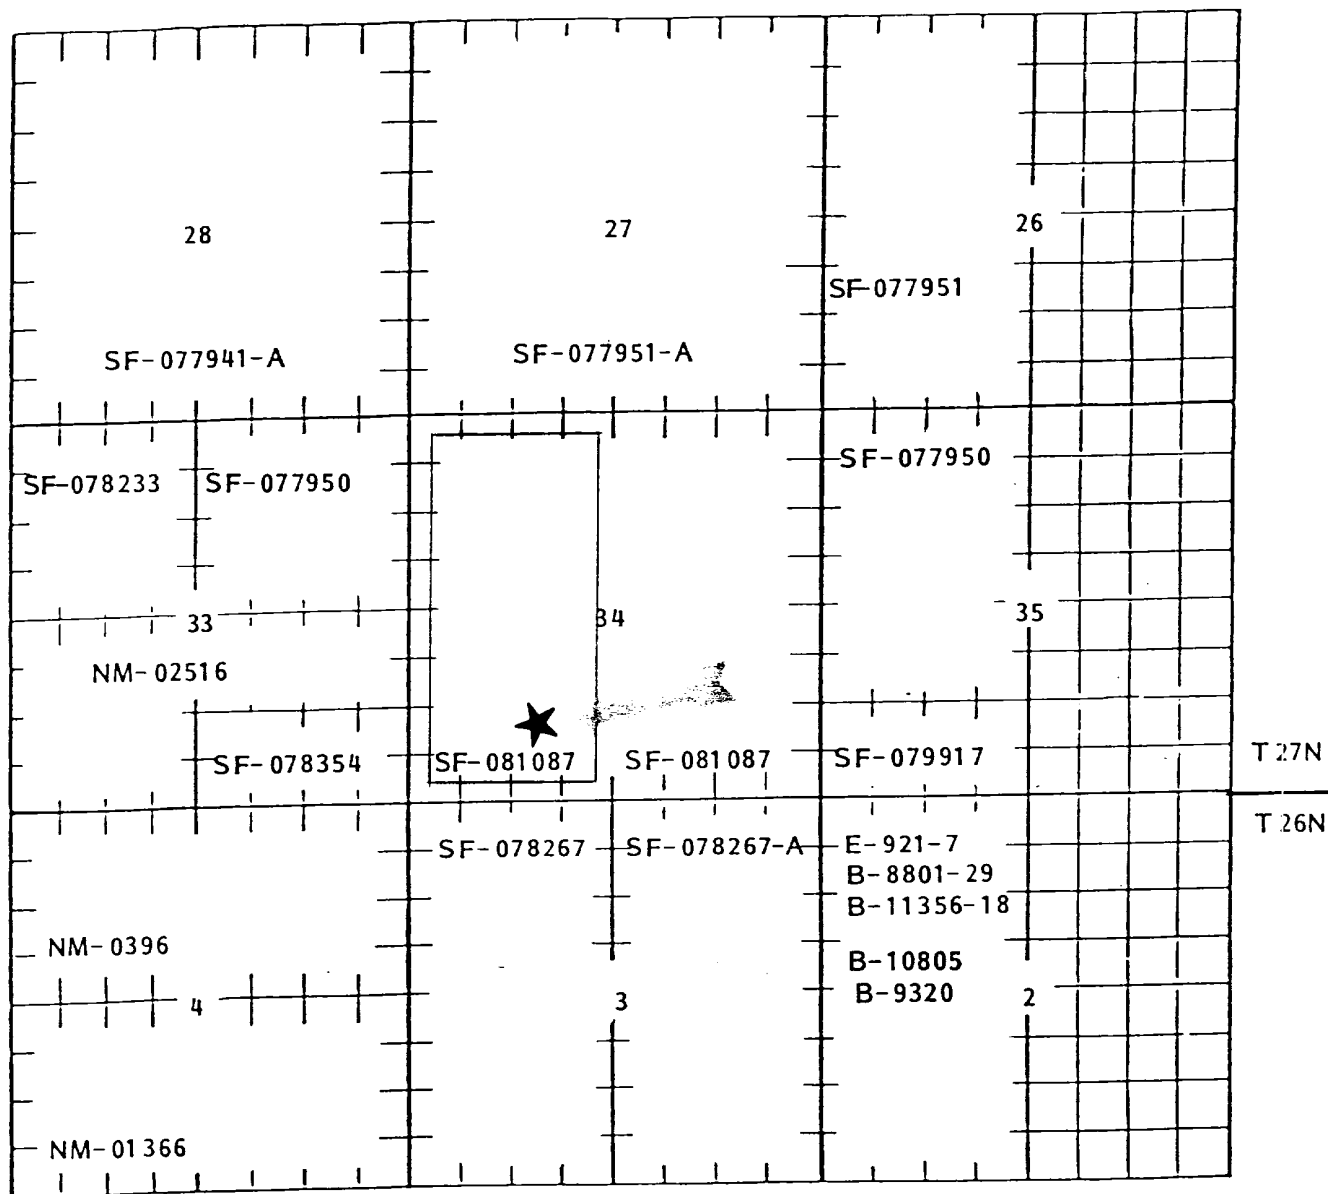 28
27
26
SF-077951
SF-077941-A
SF-077951-A
SF-078233
SF-077950
SF-077950
33
34
35
NM-02516
SF-078354
SF-081087
SF-081087
SF-079917
T 27N
T 26N
SF-078267
SF-078267-A
E-921-7
B-8801-29
B-11356-18
NM-0396
B-10805
B-9320
4
3
2
NM-01366